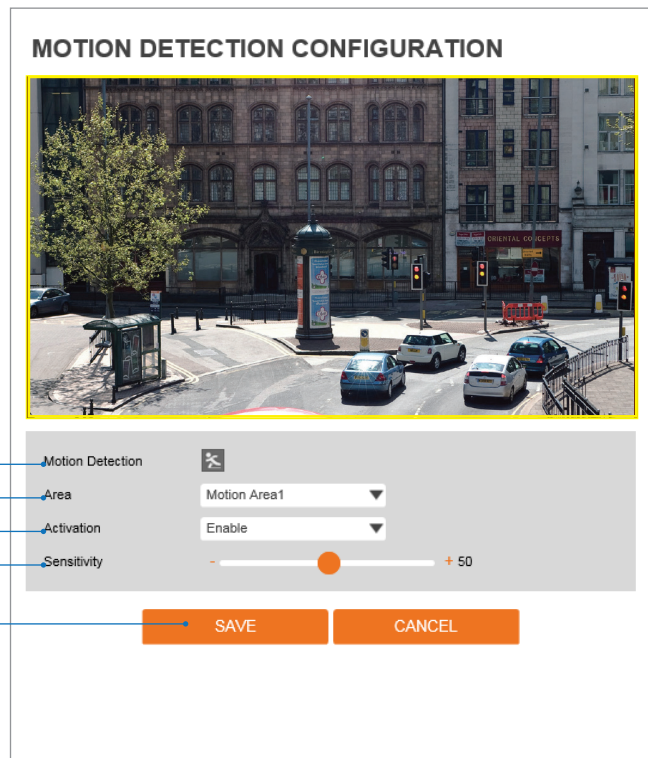 MOTION DETECTION CONFIGURATION
ORIENTAL CONCEPTS
Motion Detection
Area Motion Area1
Activation Enable
Sensitivity - + 50
SAVE CANCEL